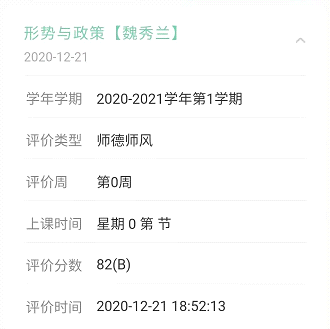 形势与政策【魏秀兰】
2020-12-21
学年学期 2020-2021学年第1学期
评价类型 师德师风
评价周 第0周
上课时间 星期 0 第 节
评价分数 82(B)
评价时间 2020-12-21 18:52:13